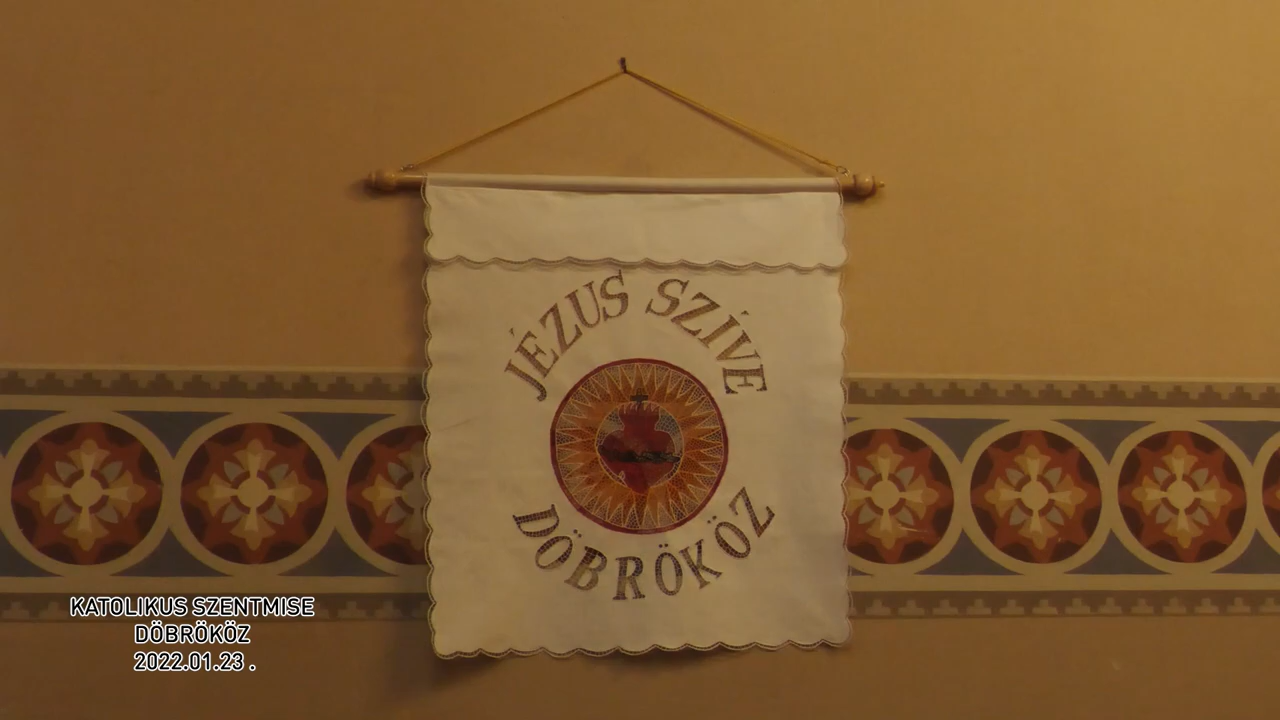 JÉZUS SZÍVE
DÖBRÖKÖZ
KATOLIKUS SZENTMISE
DÖBRÖKÖZ
2022.01.23 .